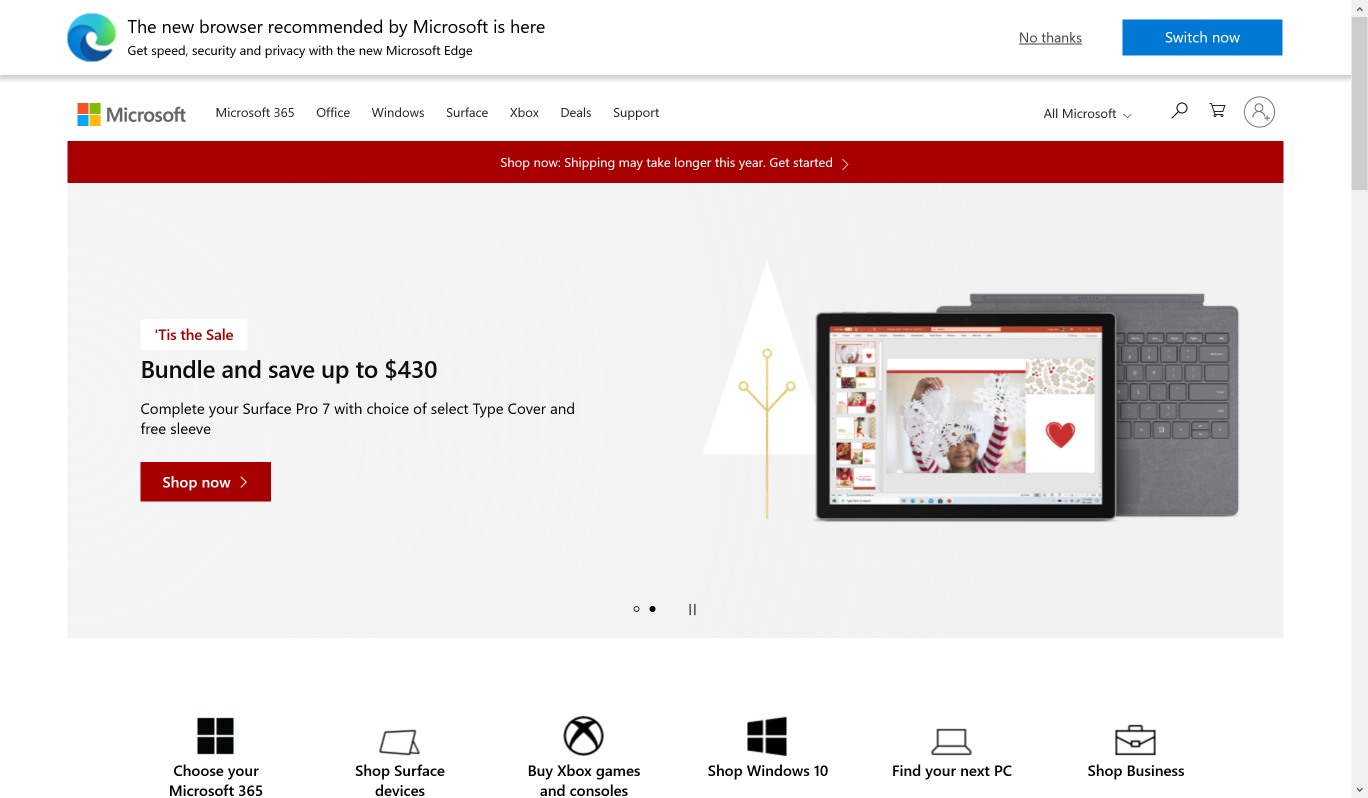 The new browser recommended by Microsoft is here
Get speed, security and privacy with the new Microsoft Edge
No thanks
Switch now
Microsoft
Microsoft 365
Office
Windows
Surface
Xbox
Deals
Support
All Microsoft
Shop now: Shipping may take longer this year. Get started
'Tis the Sale
Bundle and save up to $430
Complete your Surface Pro 7 with choice of select Type Cover and
free sleeve
Shop now
Choose your
Microsoft 365
Shop Surface
devices
Buy Xbox games
and consoles
Shop Windows 10
Find your next PC
Shop Business